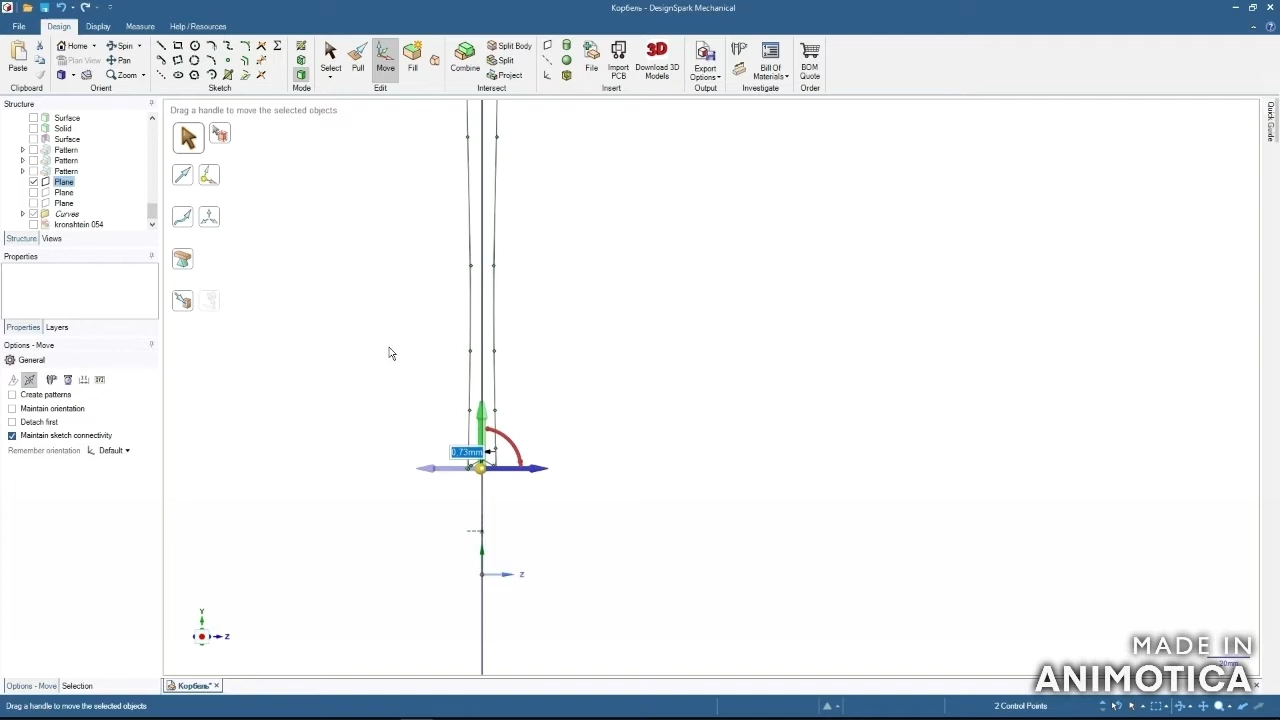 Корбель - DesignSpark Mechanical
File Design Display Measure Help / Resources
Paste
Clipboard
Home Spin
Plan View Pan
Zoom
Orient
Sketch
Mode
Select Pull Move Fill
Edit
Combine
Split Body
Split
Project
Intersect
File Import PCB Download 3D Models
3D
Insert
Export Options
Output
Bill Of Materials
Investigate
BOM Quote
Order
Structure
Surface
Solid
Surface
Pattern
Pattern
Pattern
Plane
Plane
Plane
Curves
kronshtein 054
Structure Views
Properties
Properties Layers
Options - Move
General
XYZ
Create patterns
Maintain orientation
Detach first
Maintain sketch connectivity
Remember orientation Default
Options - Move Selection
Drag a handle to move the selected objects
Quick Guide
0,73mm
Z
Y
Z
20mm
MADE IN
ANIMOTICA
Корбель*
Drag a handle to move the selected objects
2 Control Points